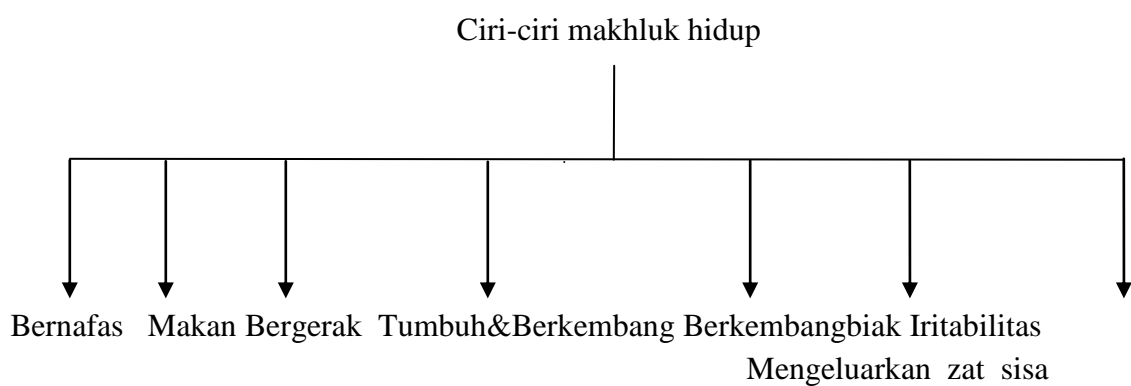 Ciri-ciri makhluk hidup
Bernafas Makan Bergerak Tumbuh&Berkembang Berkembangbiak Iritabilitas
Mengeluarkan zat sisa